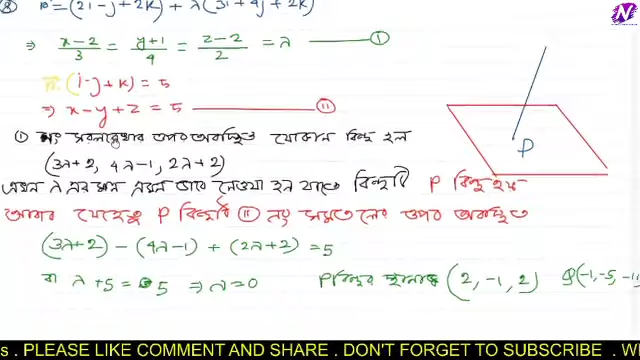 N
r = (2i - j + 2k) + λ(3i + 4j + 2k)
⇒ x-2/3 = y+1/4 = z-2/2 = λ ——— Ⓘ
(i - j + k) = 5
⇒ x - y + z = 5 ——— ⓘⓘ
নং সরলরেখার উপর অবস্থিত যেকোন বিন্দু হল
(3λ+2, 4λ-1, 2λ+2)
এখন λ এর মান এমন ভাবে নেওয়া হল যাতে বিন্দুটি P বিন্দু হয়
আবার যেহেতু P বিন্দুটি ⓘⓘ নং সমতলের উপর অবস্থিত
(3λ+2) - (4λ-1) + (2λ+2) = 5
বা λ + 5 = 5 ⇒ λ = 0 P বিন্দুর স্থানাঙ্ক (2, -1, 2) Q(-1, -5, -1
P
s . PLEASE LIKE COMMENT AND SHARE . DON'T FORGET TO SUBSCRIBE . W